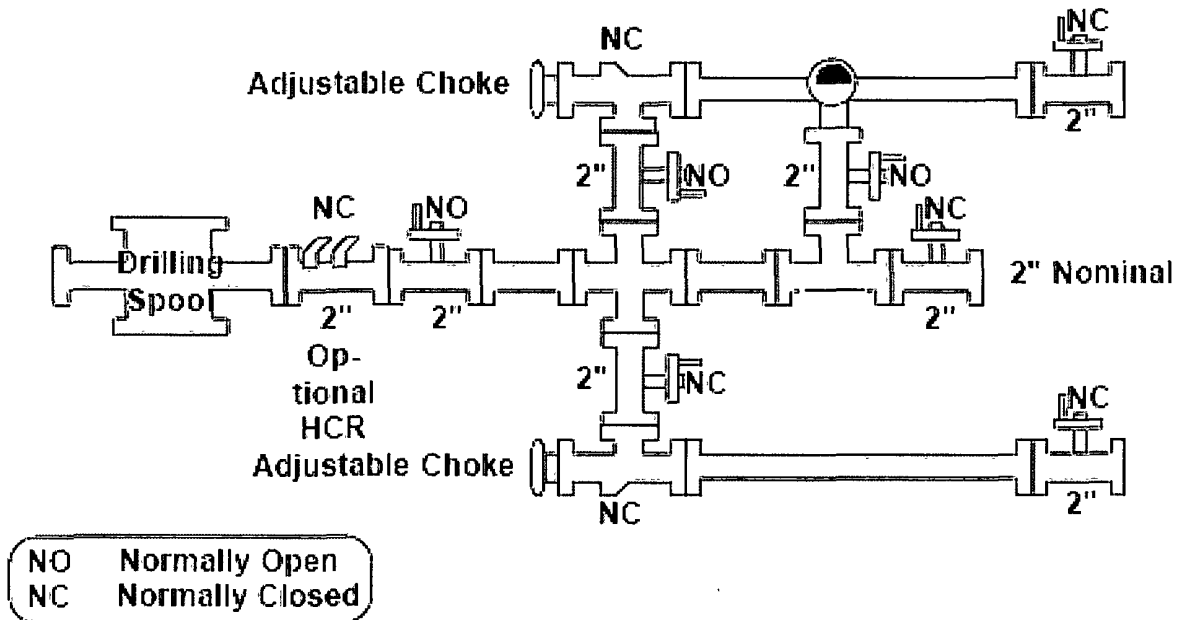 NC
NC
Adjustable Choke
2"
2"
NO
2"
NO
NC
NO
NC
Drilling
Spool
2" Nominal
2"
2"
2"
Op-
tional
HCR
2"
NC
NC
Adjustable Choke
2"
NC
NO Normally Open
NC Normally Closed